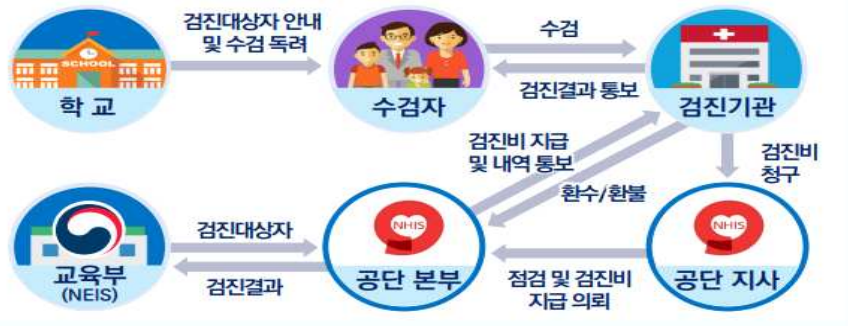 검진대상자 안내
및 수검 독려
수검
SCHOOL
학 교
수검자
검진결과 통보
검진기관
검진비 지급
및 내역 통보
검진비
청구
환수/환불
NHIS
NHIS
검진대상자
교육부
(NEIS)
검진결과
공단 본부
점검 및 검진비
지급 의뢰
공단 지사